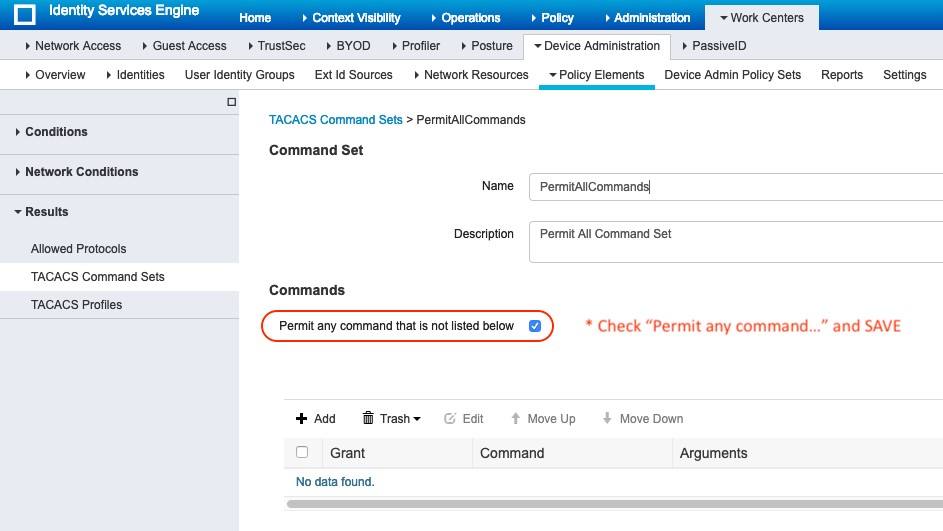 Identity Services Engine
Home Context Visibility Operations Policy Administration Work Centers
Network Access Guest Access TrustSec BYOD Profiler Posture Device Administration PassiveID
Overview Identities User Identity Groups Ext Id Sources Network Resources Policy Elements Device Admin Policy Sets Reports Settings
Conditions
Network Conditions
Results
Allowed Protocols
TACACS Command Sets
TACACS Profiles
TACACS Command Sets > PermitAllCommands
Command Set
Name PermitAllCommands
Description Permit All Command Set
Commands
Permit any command that is not listed below
* Check “Permit any command...” and SAVE
Add Trash Edit Move Up Move Down
Grant Command Arguments
No data found.